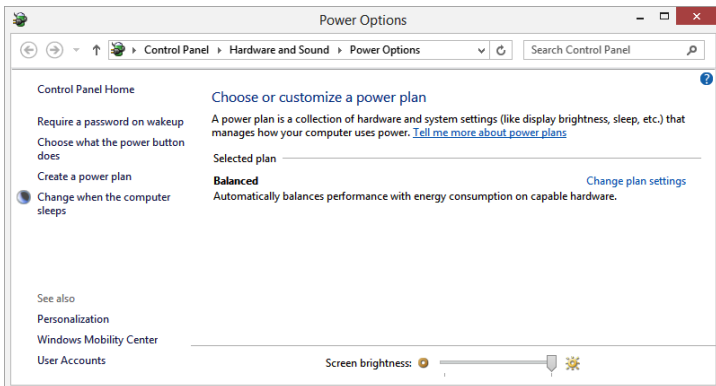 Power Options
Control Panel Hardware and Sound Power Options
Search Control Panel
Control Panel Home
Require a password on wakeup
Choose what the power button
does
Create a power plan
Change when the computer
sleeps
See also
Personalization
Windows Mobility Center
User Accounts
Choose or customize a power plan
A power plan is a collection of hardware and system settings (like display brightness, sleep, etc.) that
manages how your computer uses power. Tell me more about power plans
Selected plan
Balanced Change plan settings
Automatically balances performance with energy consumption on capable hardware.
Screen brightness: